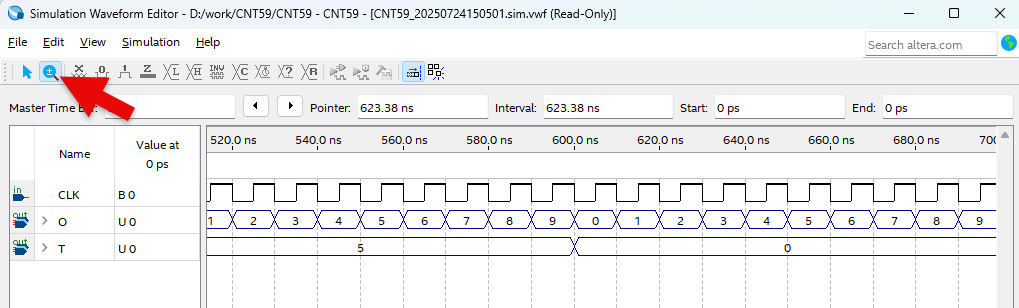 Simulation Waveform Editor - D:/work/CNT59/CNT59 - CNT59 - [CNT59_20250724150501.sim.vwf (Read-Only)]
File Edit View Simulation Help
Search altera.com
Master Time Pointer: 623.38 ns Interval: 623.38 ns Start: 0 ps End: 0 ps
Name Value at 0 ps 520.0 ns 540.0 ns 560.0 ns 580.0 ns 600.0 ns 620.0 ns 640.0 ns 660.0 ns 680.0 ns
in CLK B 0
out O U 0 1 2 3 4 5 6 7 8 9 0 1 2 3 4 5 6 7 8 9
out T U 0 5 0